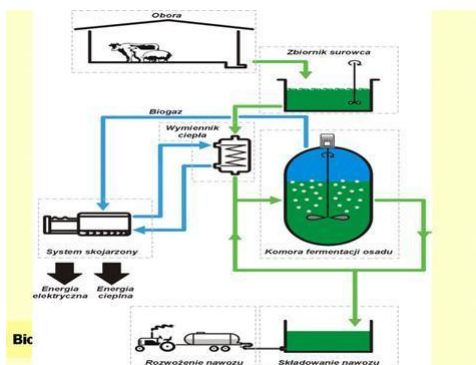 Obora
Zbiornik surowca
Biogaz
Wymiennik
ciepła
System skojarzony
Komora fermentacji osadu
Energia
elektryczna
Energia
cieplna
Bio
Rozwożenie nawozu
Składowanie nawozu